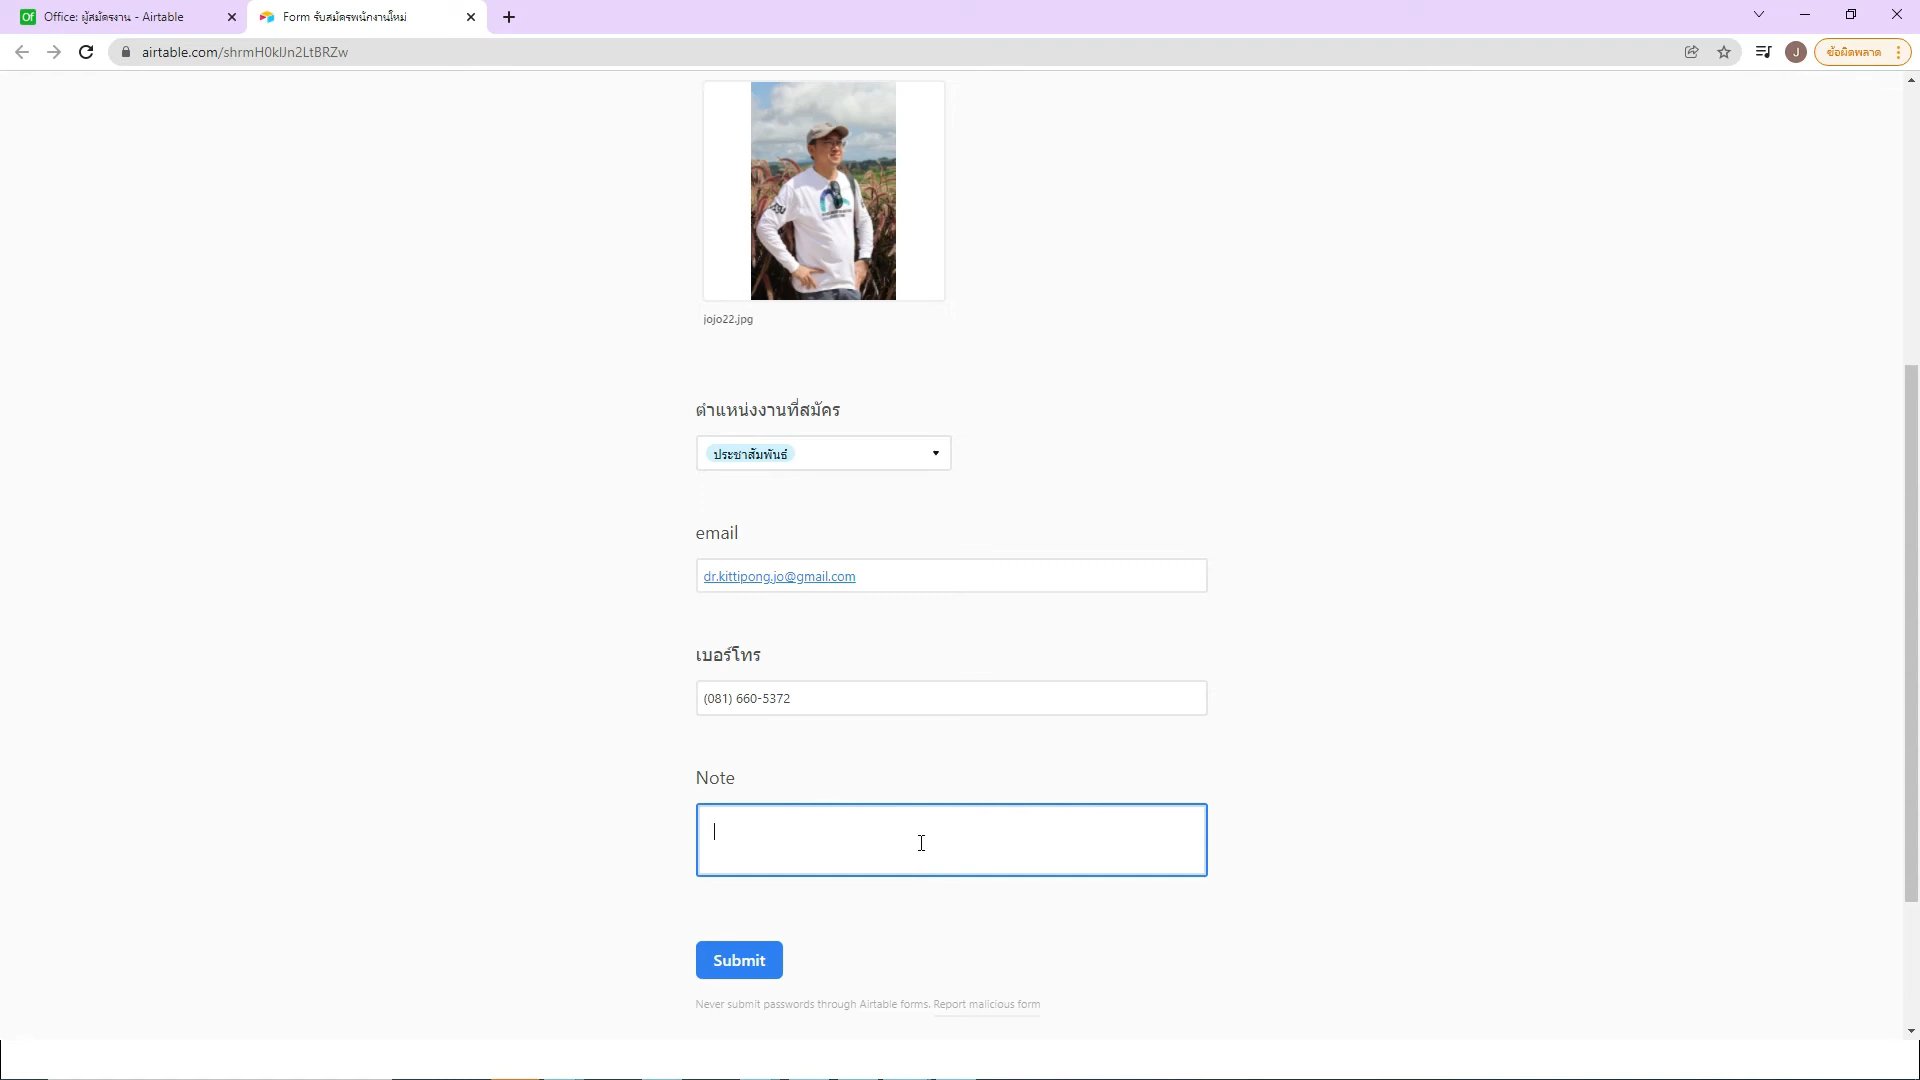 Office: ผู้สมัครงาน - Airtable
Form รับสมัครพนักงานใหม่
airtable.com/shrmH0klJn2LtBRZw
J
ข้อผิดพลาด
jojo22.jpg
ตำแหน่งงานที่สมัคร
ประชาสัมพันธ์
email
dr.kittipong.jo@gmail.com
เบอร์โทร
(081) 660-5372
Note
Submit
Never submit passwords through Airtable forms. Report malicious form